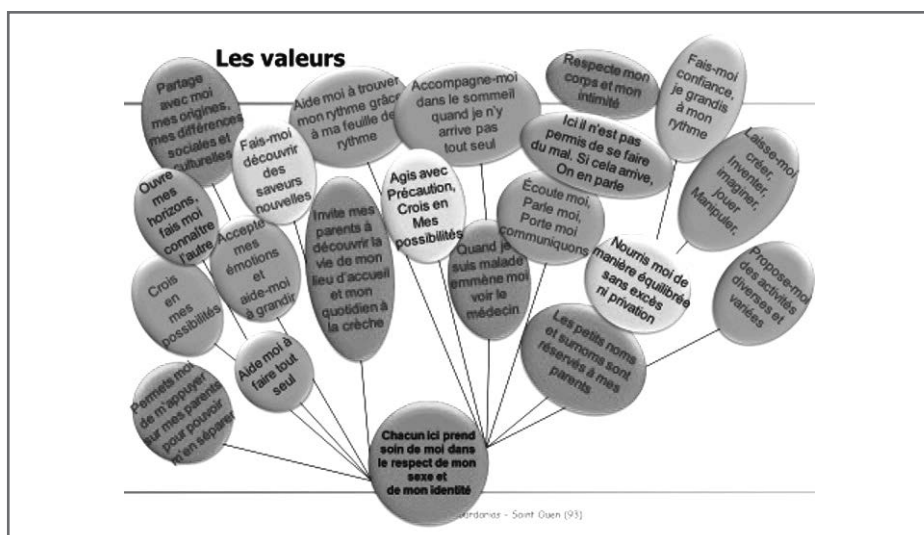 Les valeurs
Partage
avec moi
mes origines,
mes différences
sociales et
culturelles
Fais-moi
découvrir
des
saveurs
nouvelles
Aide moi à trouver
mon rythme grâce
à ma feuille de
rythme
Accompagne-moi
dans le sommeil
quand je n'y
arrive pas
tout seul
Respecte mon
corps et mon
intimité
Fais-moi
confiance,
je grandis
à mon
rythme
Ici il n'est pas
permis de se faire
du mal. Si cela arrive,
On en parle
Laisse-moi
créer,
Inventer,
imaginer,
jouer
Manipuler,
Ouvre
mes
horizons,
fais moi
connaître
l'autre
Accepte
mes
émotions
et
aide-moi
à grandir
Invite mes
parents à
découvrir la
vie de mon
lieu d'accueil
et mon
quotidien à
la crèche
Agis avec
Précaution,
Crois en
Mes
possibilités
Écoute moi,
Parle moi,
Porte moi
communiquons
Quand je
suis malade
emmène moi
voir le
médecin
Nourris moi de
manière équilibrée
sans excès
ni privation
Propose-moi
des activités
diverses et
variées
Crois
en
mes
possibilités
Aide moi à
faire tout
seul
Les petits noms
et surnoms sont
réservés à mes
parents
Permets moi
de m'appuyer
sur mes parents
pour pouvoir
m'en séparer
Chacun ici prend
soin de moi dans
le respect de mon
sexe et
de mon identité
- Saint Ouen (93)